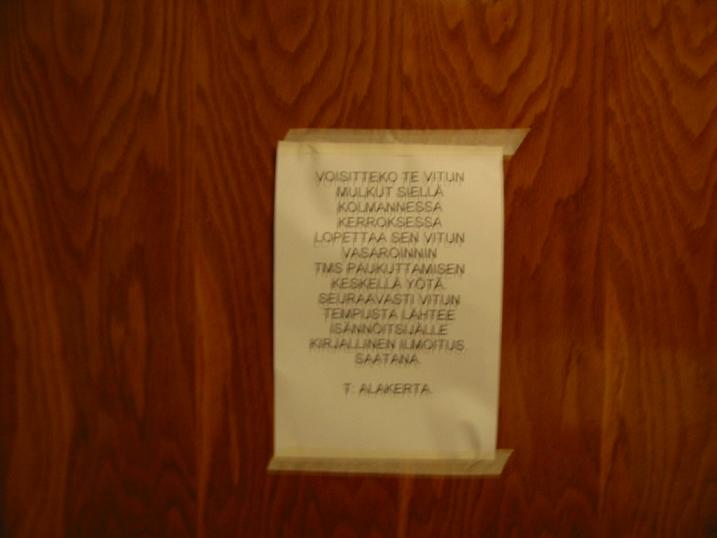 VOISITTEKO TE VITUN
MULKUT SIELLÄ
KOLMANNESSA
KERROKSESSA
LOPETTAA SEN VITUN
VASAROINNIN
TMS PAUKUTTAMISEN
KESKELLÄ YÖTÄ.
SEURAAVASTI VITUN
TEMPUSTA LÄHTEE
ISÄNNÖITSIJÄLLE
KIRJALLINEN ILMOITUS.
SAATANA.
T: ALAKERTA.